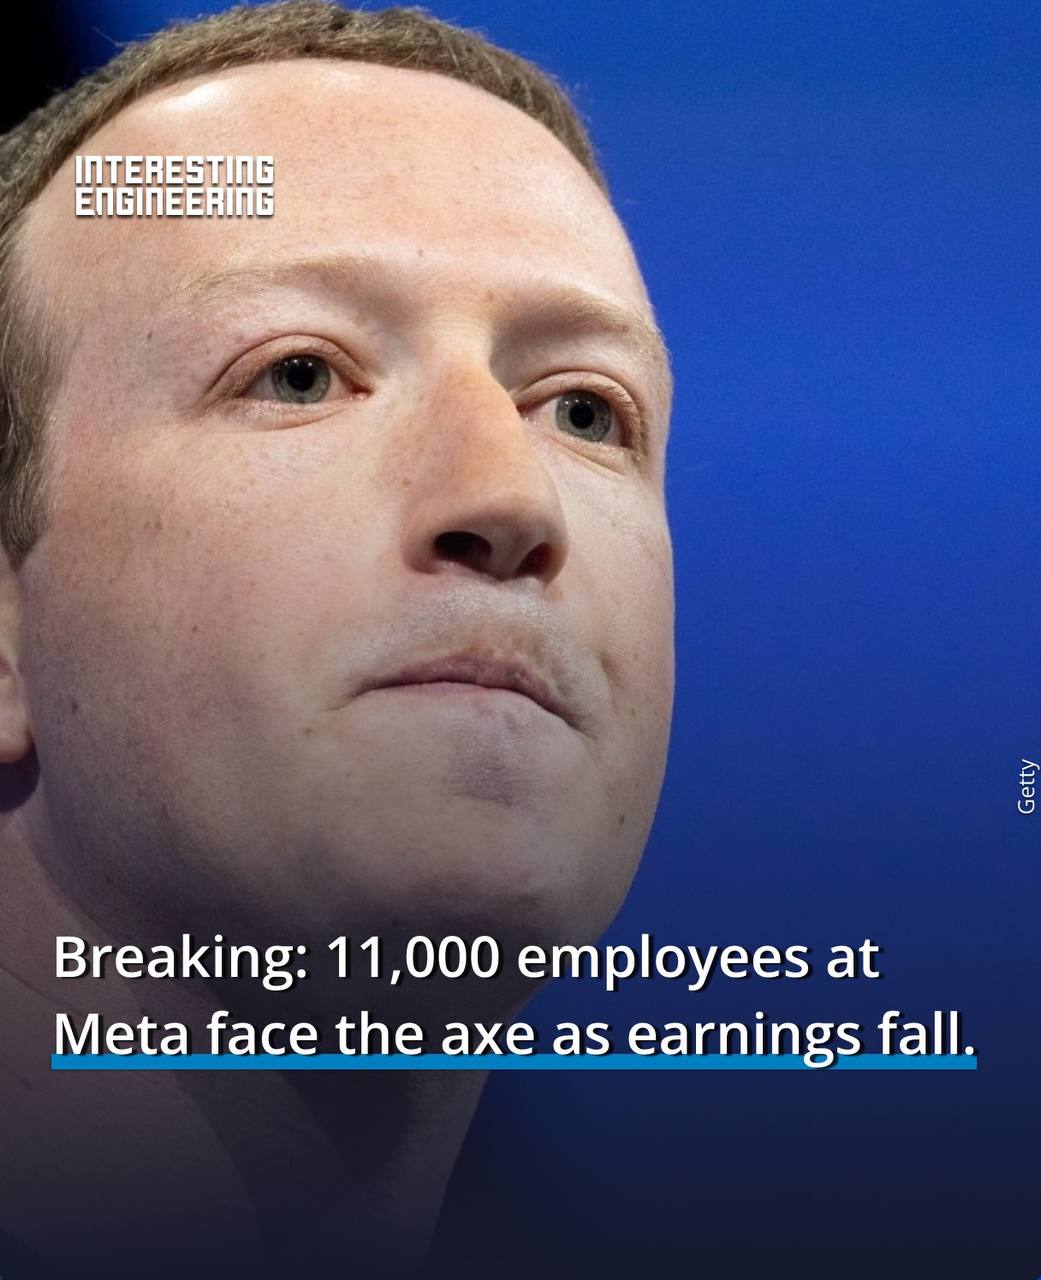 INTERESTING
ENGINEERING
Getty
Breaking: 11,000 employees at
Meta face the axe as earnings fall.